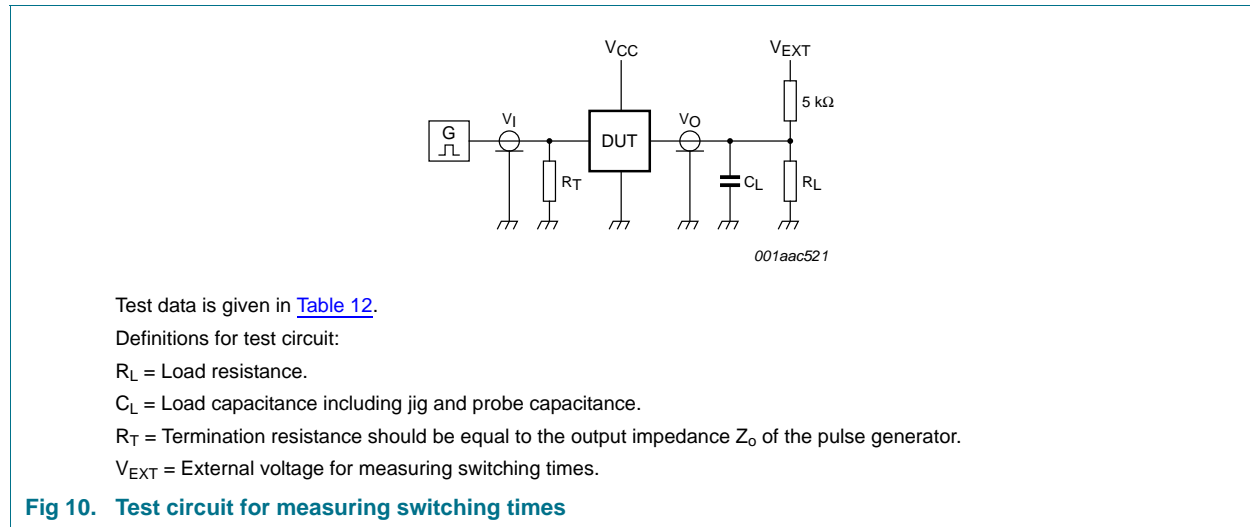 VCC
VEXT
5 kΩ
G
VI
DUT
VO
RT
CL
RL
001aac521
Test data is given in Table 12.
Definitions for test circuit:
RL = Load resistance.
CL = Load capacitance including jig and probe capacitance.
RT = Termination resistance should be equal to the output impedance Zo of the pulse generator.
VEXT = External voltage for measuring switching times.
Fig 10. Test circuit for measuring switching times